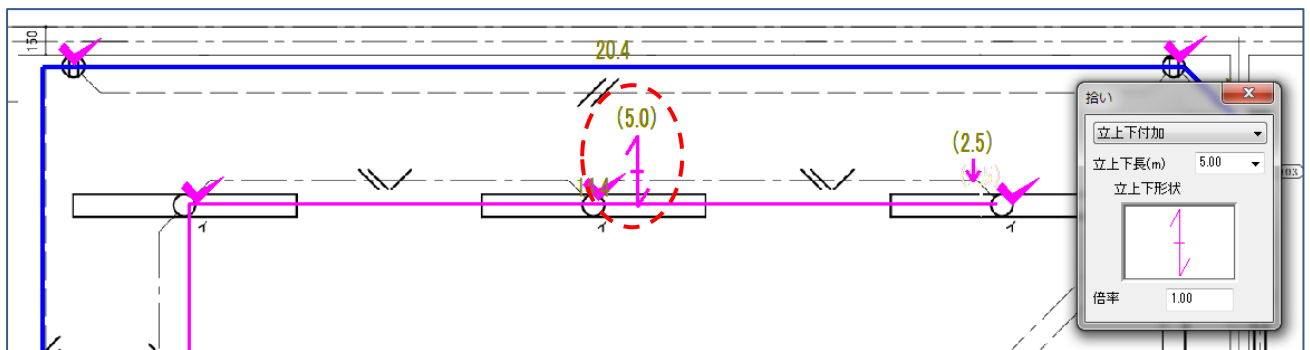 150
20.4
(5.0)
(2.5)
イ
イ
イ
拾い
立上下付加
立上下長(m) 5.00
立上下形状
倍率 1.00